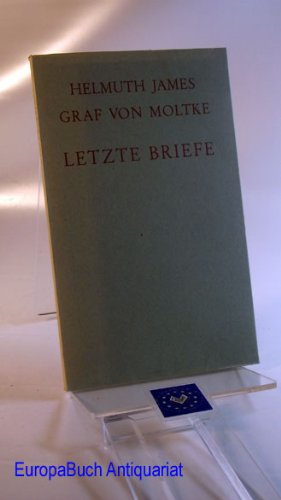 HELMUTH JAMES
GRAF VON MOLTKE
LETZTE BRIEFE
EuropaBuch Antiquariat